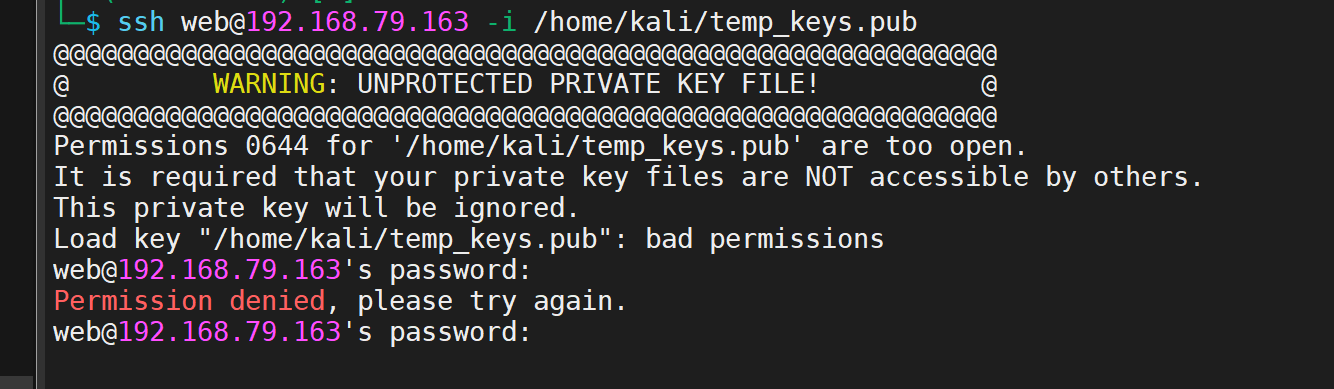 └─$ ssh web@192.168.79.163 -i /home/kali/temp_keys.pub
@@@@@@@@@@@@@@@@@@@@@@@@@@@@@@@@@@@@@@@@@@@@@@@@@@@@@@@@@@@
@         WARNING: UNPROTECTED PRIVATE KEY FILE!          @
@@@@@@@@@@@@@@@@@@@@@@@@@@@@@@@@@@@@@@@@@@@@@@@@@@@@@@@@@@@
Permissions 0644 for '/home/kali/temp_keys.pub' are too open.
It is required that your private key files are NOT accessible by others.
This private key will be ignored.
Load key "/home/kali/temp_keys.pub": bad permissions
web@192.168.79.163's password:
Permission denied, please try again.
web@192.168.79.163's password: